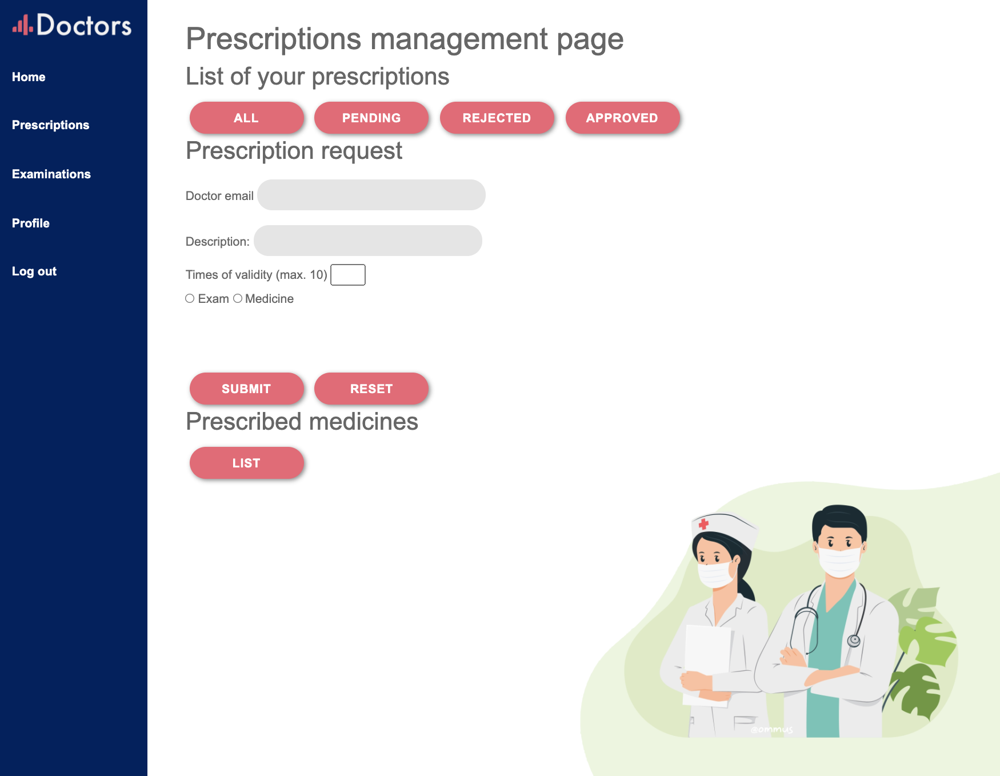 Doctors
Home
Prescriptions
Examinations
Profile
Log out
Prescriptions management page
List of your prescriptions
ALL PENDING REJECTED APPROVED
Prescription request
Doctor email
Description:
Times of validity (max. 10)
Exam Medicine
SUBMIT RESET
Prescribed medicines
LIST
@ommus